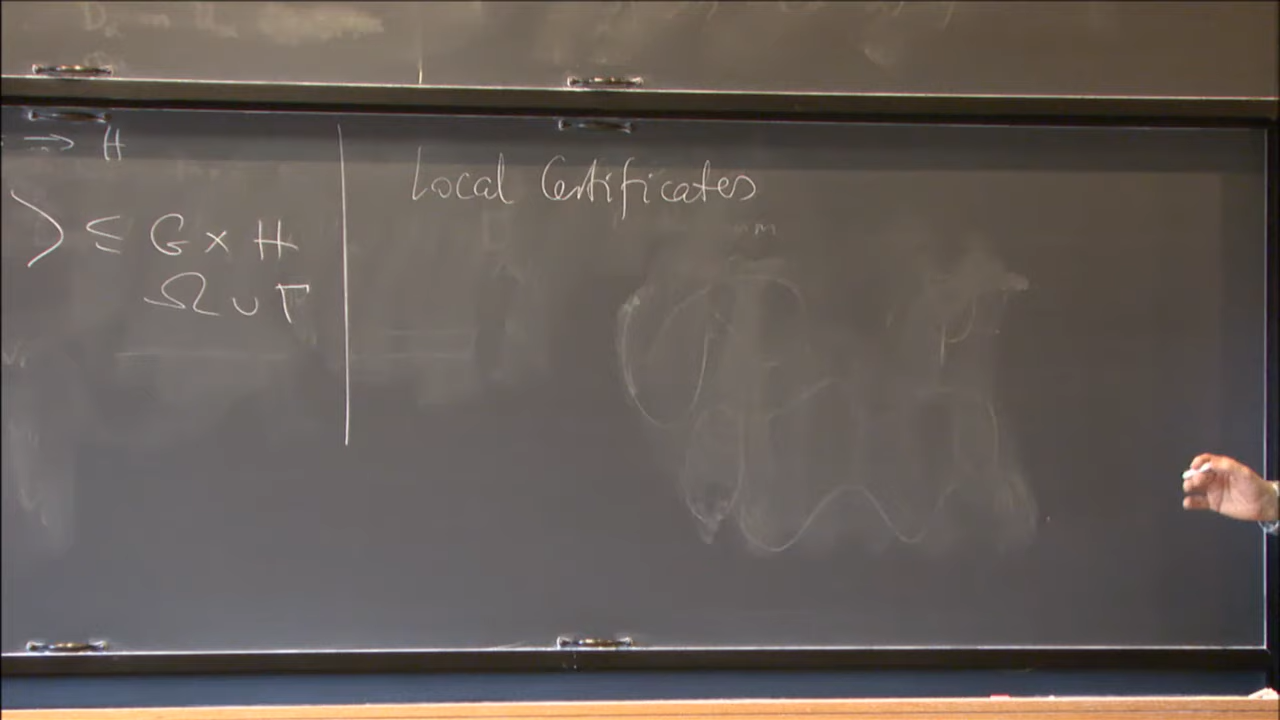 ⇒ H
⟩ ≤ G × H
Ω ∪ Γ
Local Certificates